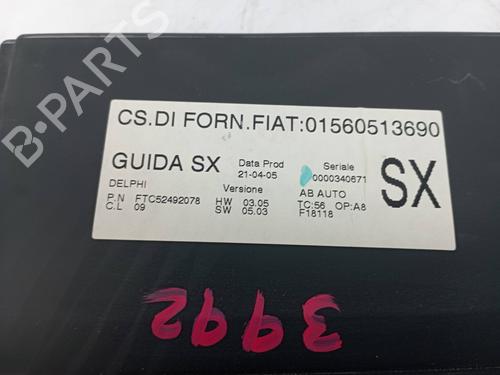 CS.DI FORN.FIAT:01560513690
GUIDA SX Data Prod Seriale
21-04-05 0000340671 SX
DELPHI Versione AB AUTO
P.N FTC52492078 HW 03.05 TC:56 OP:A8
C.L 09 SW 05.03 F18118
3992
B-PARTS